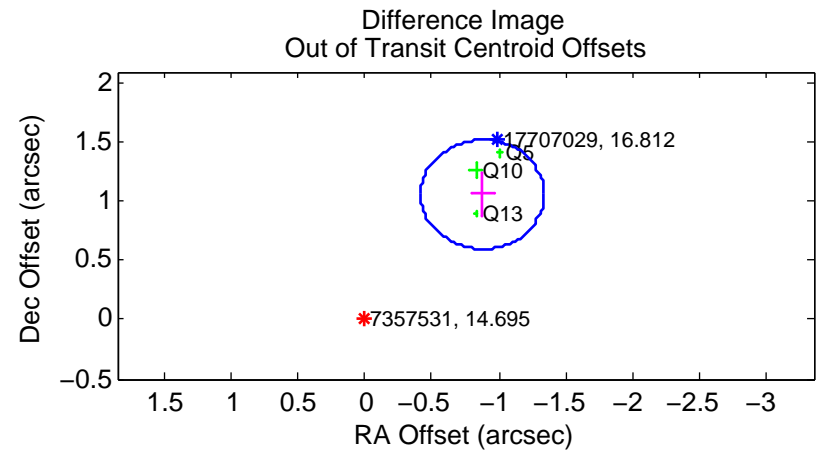 Difference Image
Out of Transit Centroid Offsets
Dec Offset (arcsec)
2
1.5
1
0.5
0
−0.5
17707029, 16.812
Q5
Q10
Q13
7357531, 14.695
1.5 1 0.5 0 −0.5 −1 −1.5 −2 −2.5 −3
RA Offset (arcsec)